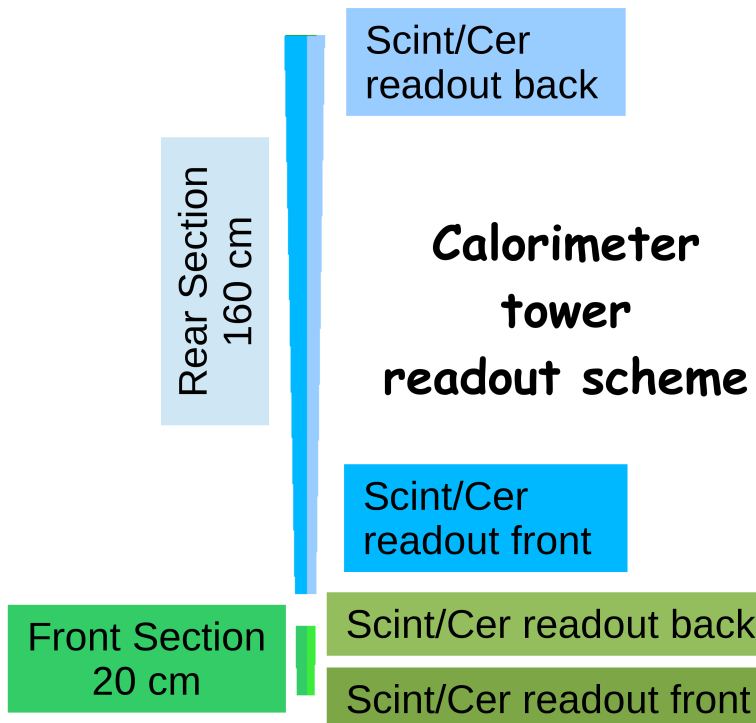 Scint/Cer
readout back
Rear Section
160 cm
Calorimeter
tower
readout scheme
Scint/Cer
readout front
Front Section
20 cm
Scint/Cer readout back
Scint/Cer readout front